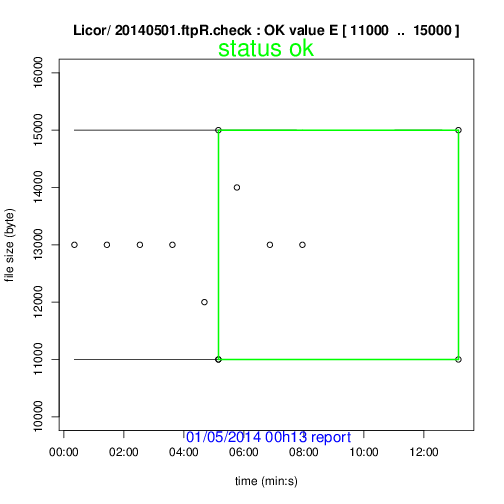 Licor/ 20140501.ftpR.check : OK value E [ 11000 .. 15000 ]
status ok
16000
15000
14000
13000
12000
11000
10000
file size (byte)
01/05/2014 00h13 report
00:00 02:00 04:00 06:00 08:00 10:00 12:00
time (min:s)